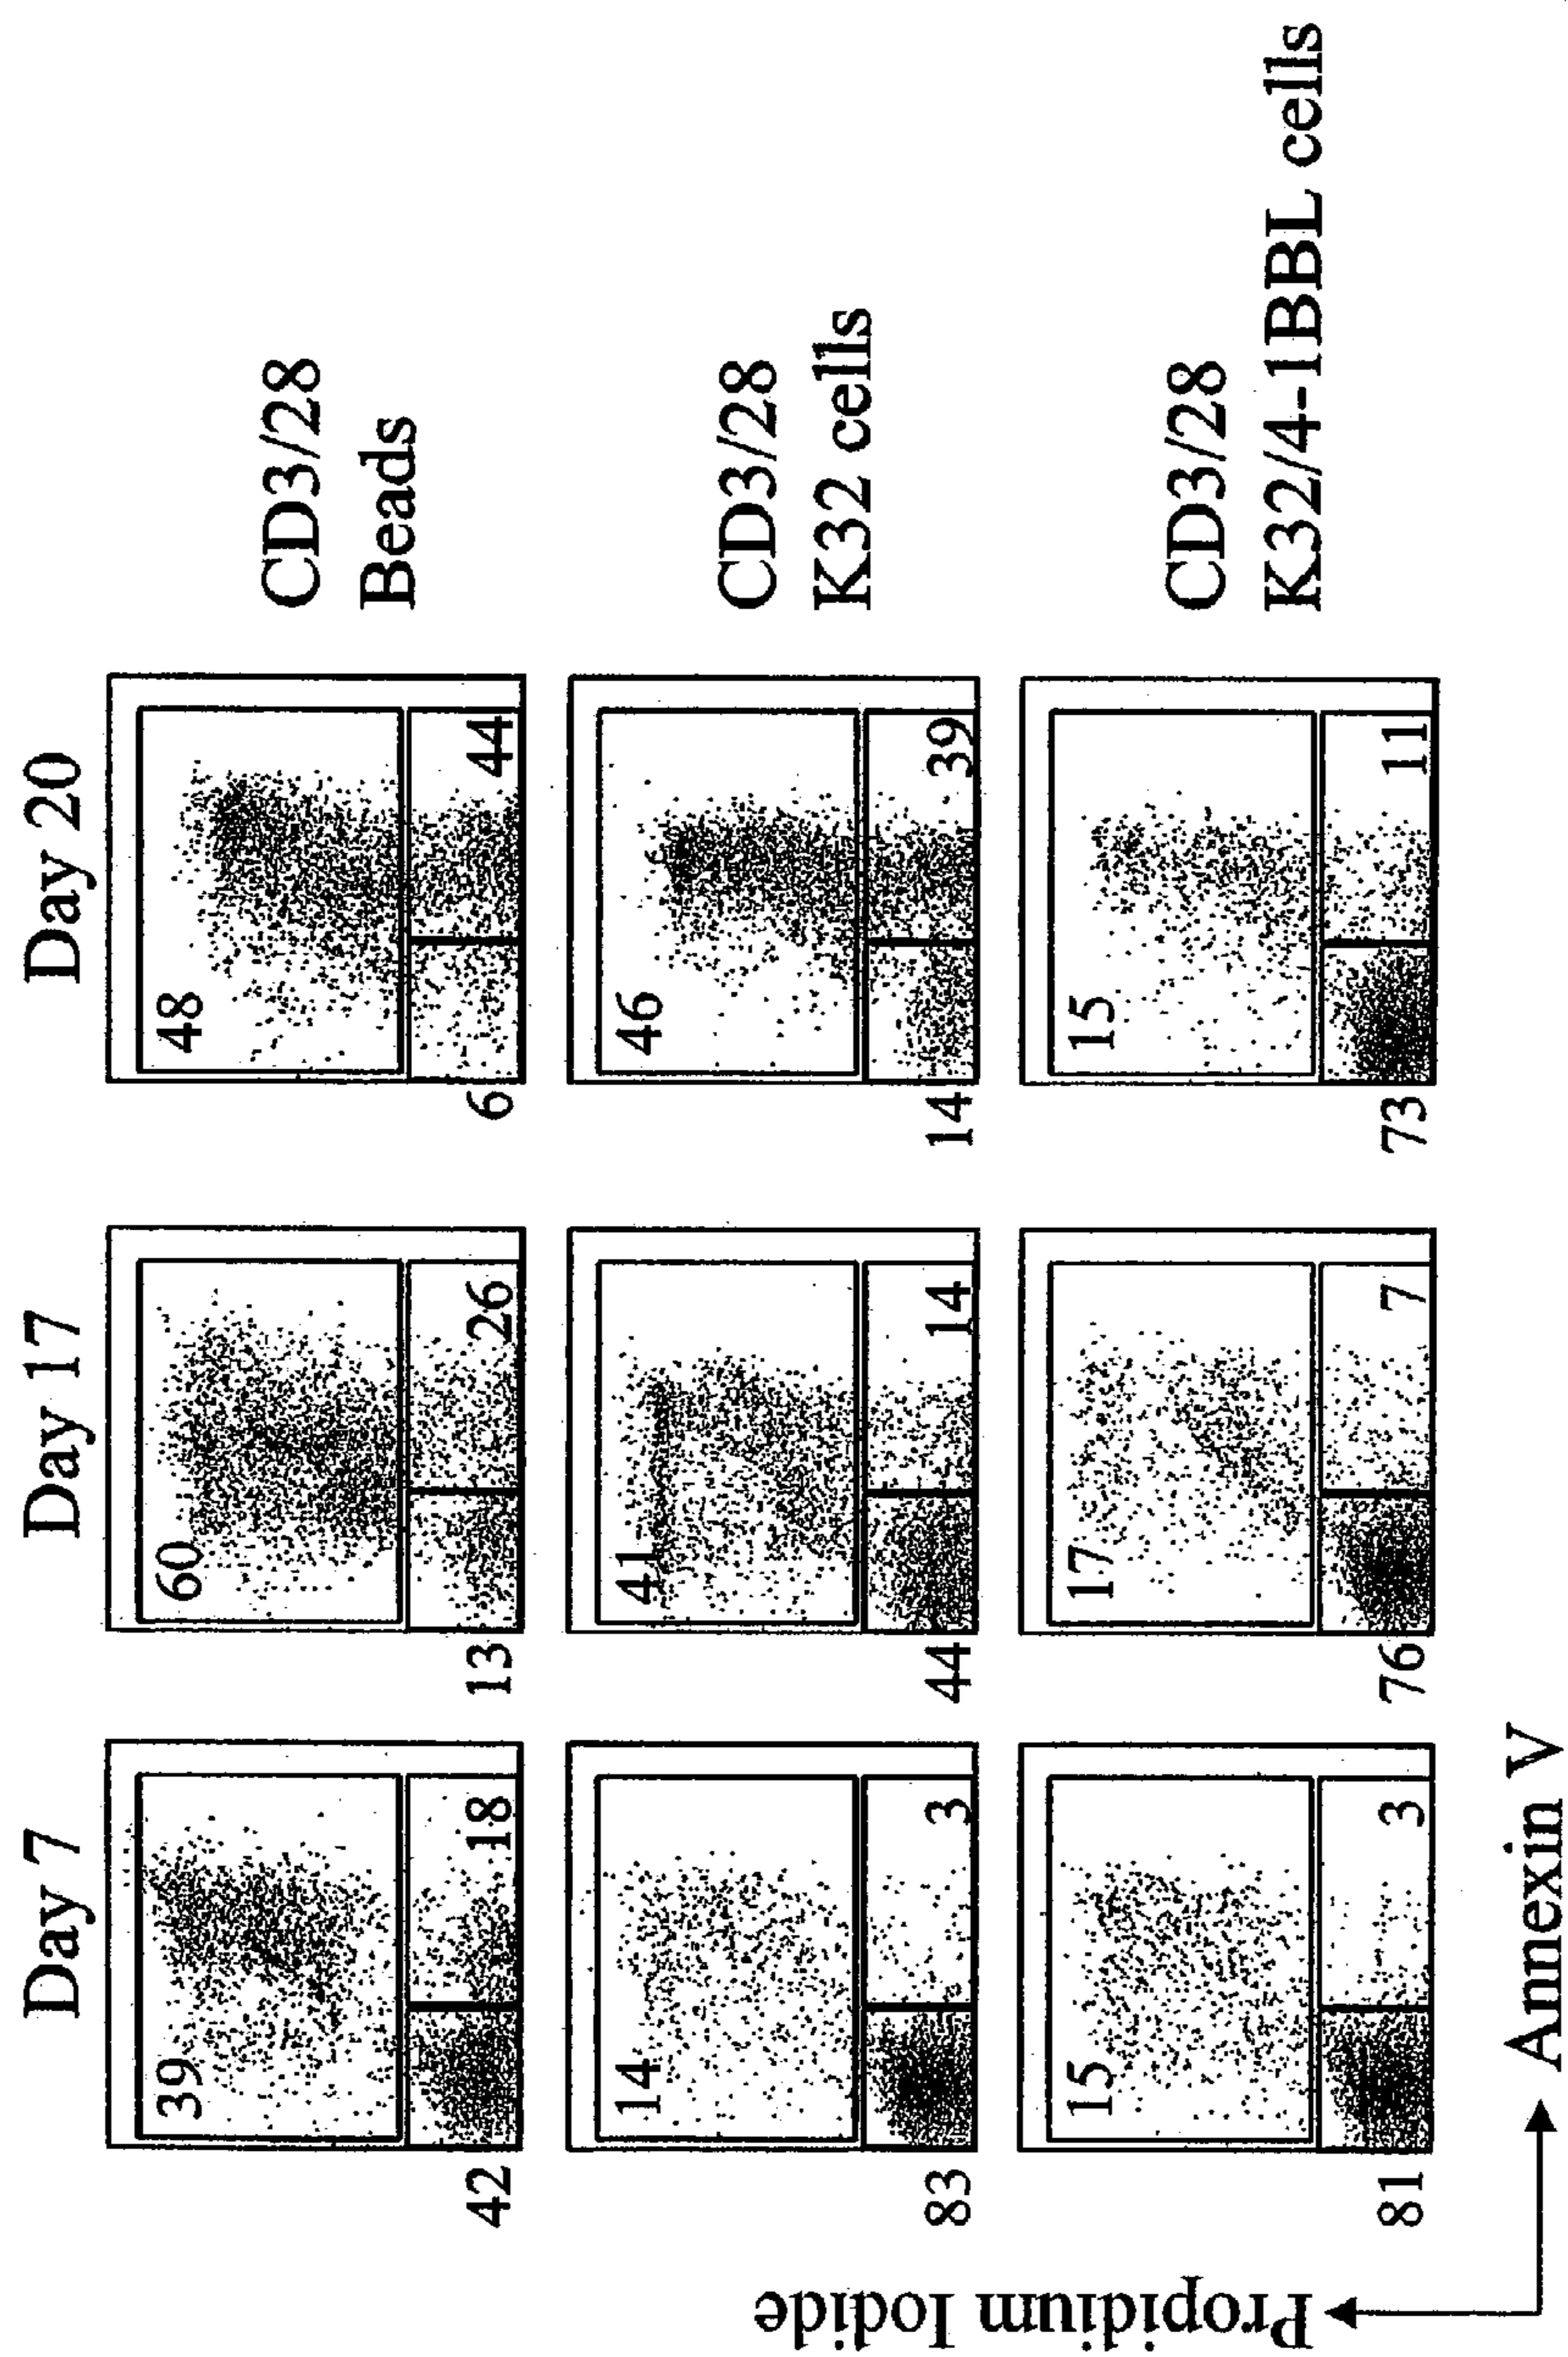 Day 7
Day 17
Day 20
39
18
42
60
26
13
48
44
6
CD3/28
Beads
14
3
83
41
14
44
46
39
14
CD3/28
K32 cells
15
3
81
17
7
76
15
11
73
CD3/28
K32/4-1BBL cells
Propidium Iodide
Annexin V